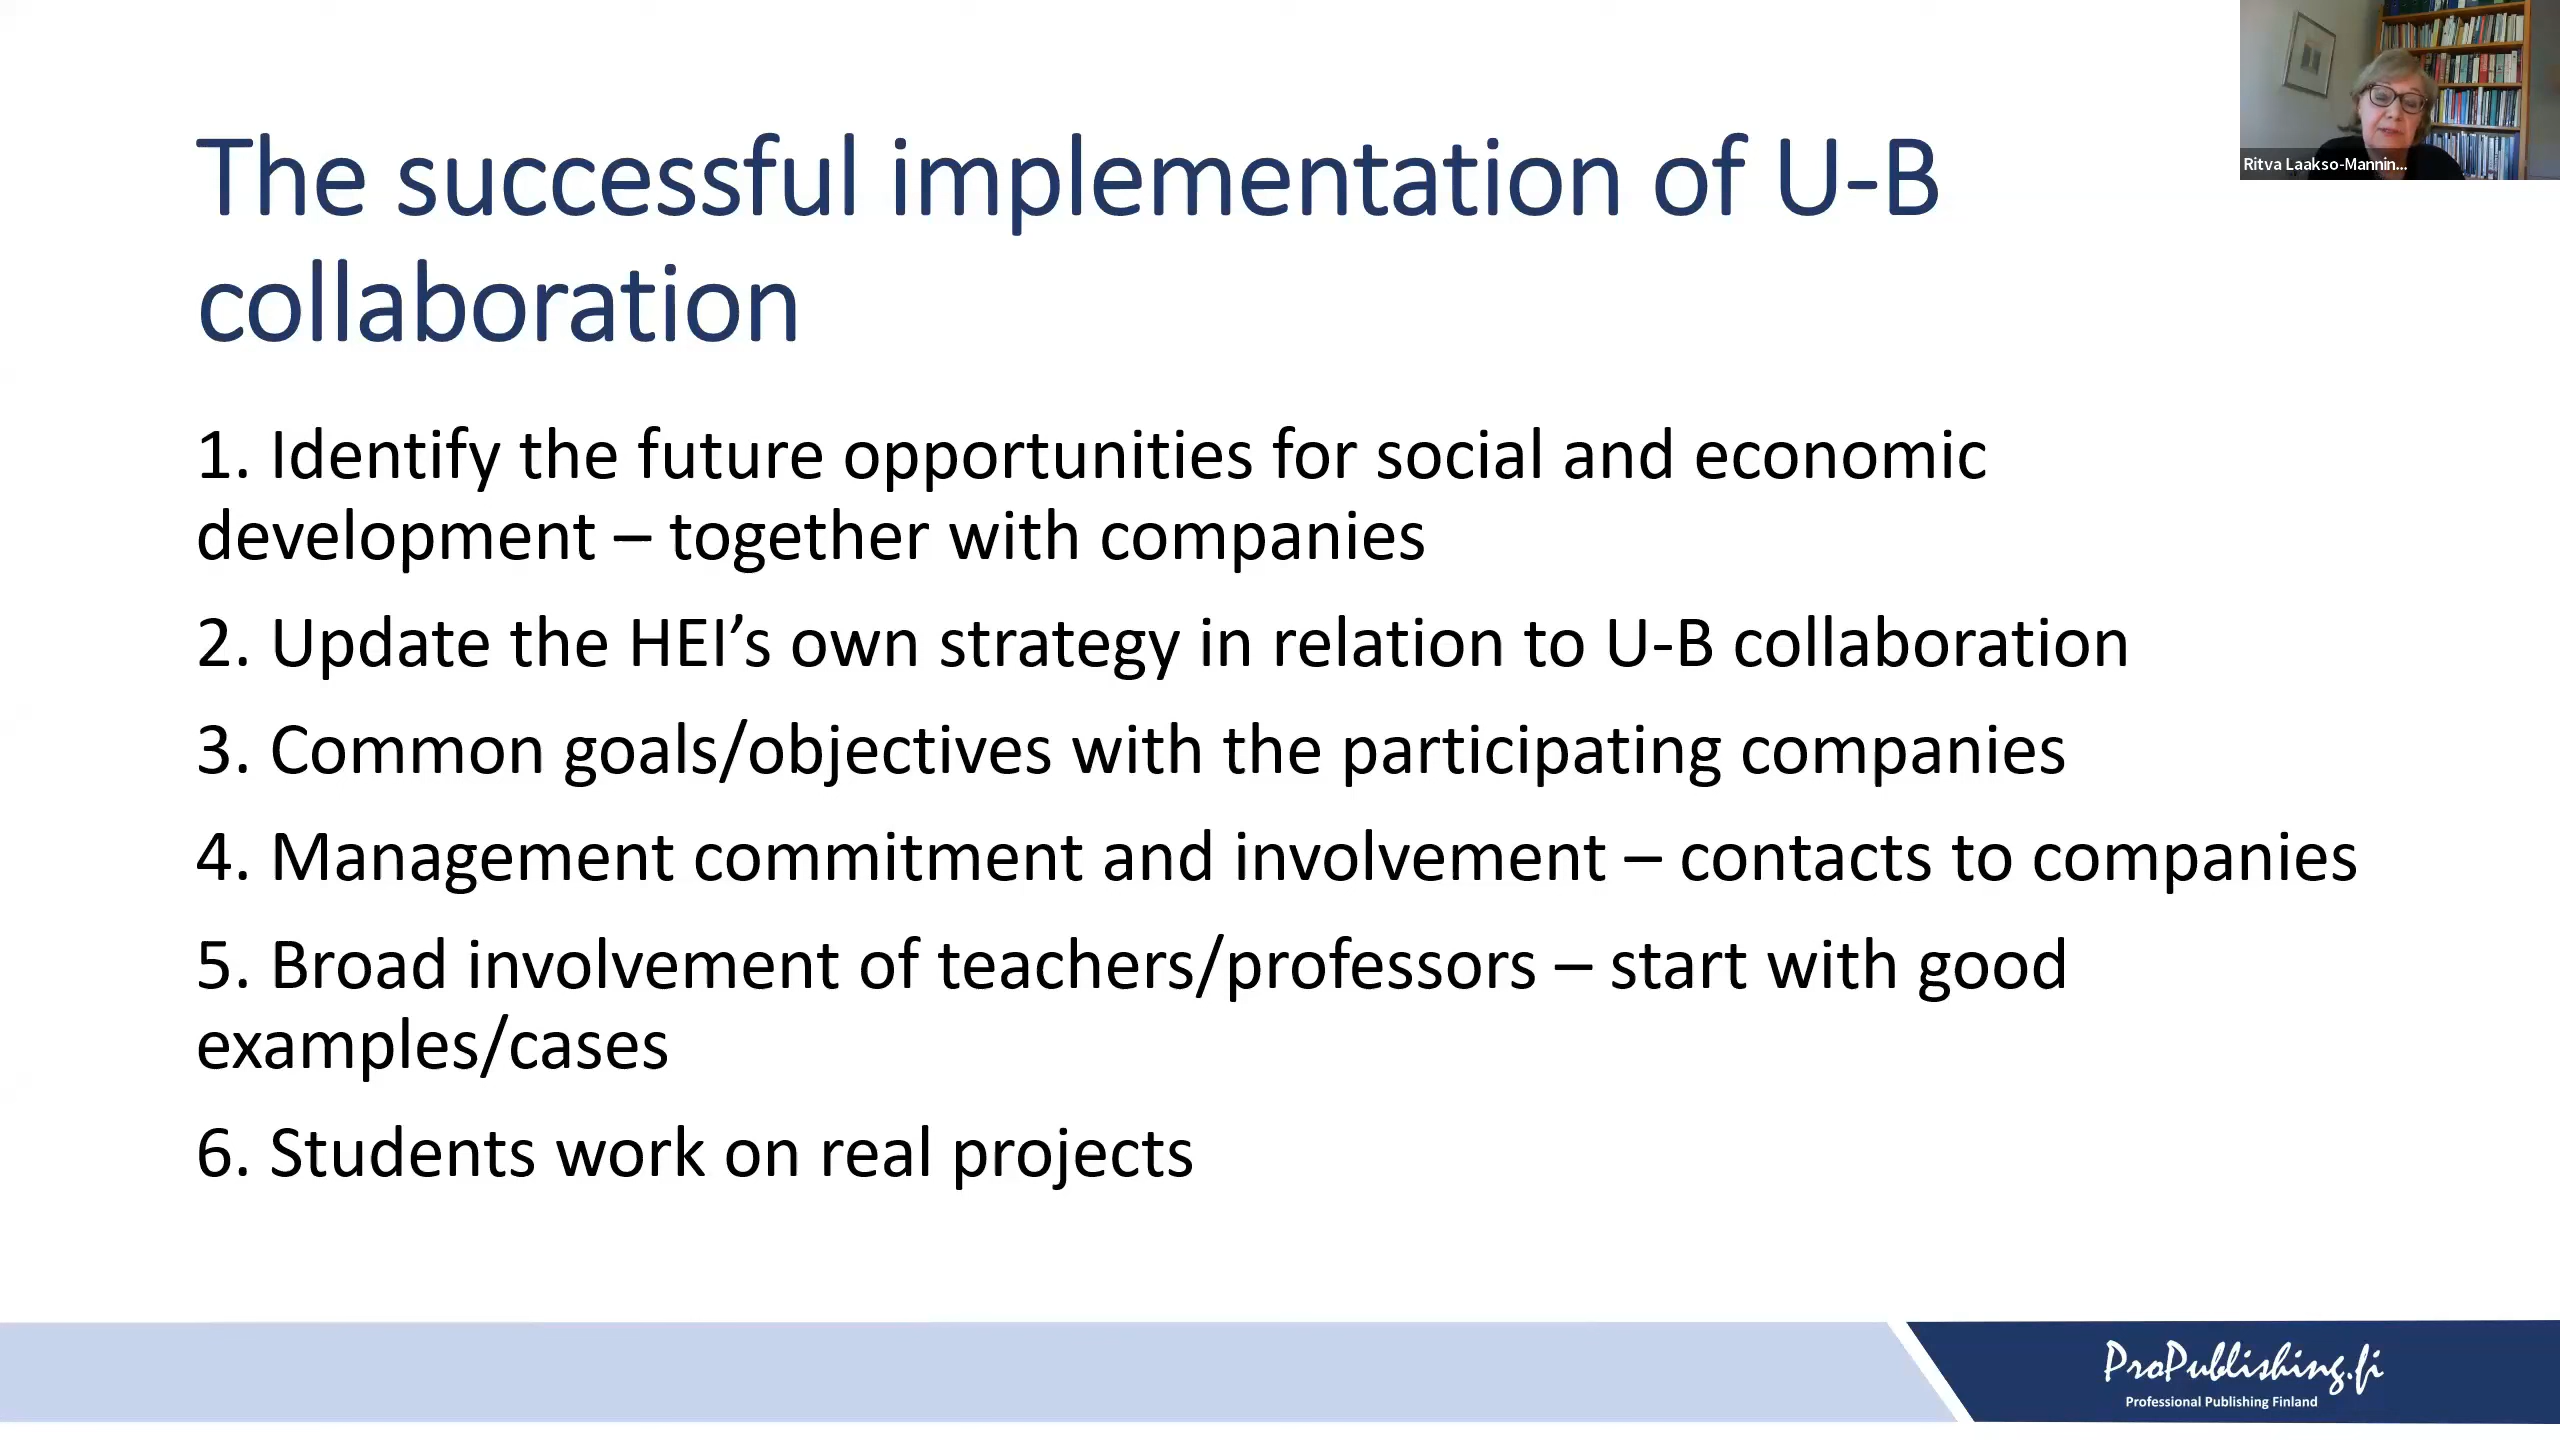 Ritva Laakso-Mannin...
The successful implementation of U-B
collaboration
1. Identify the future opportunities for social and economic
development – together with companies
2. Update the HEI’s own strategy in relation to U-B collaboration
3. Common goals/objectives with the participating companies
4. Management commitment and involvement – contacts to companies
5. Broad involvement of teachers/professors – start with good
examples/cases
6. Students work on real projects
ProPublishing.fi
Professional Publishing Finland